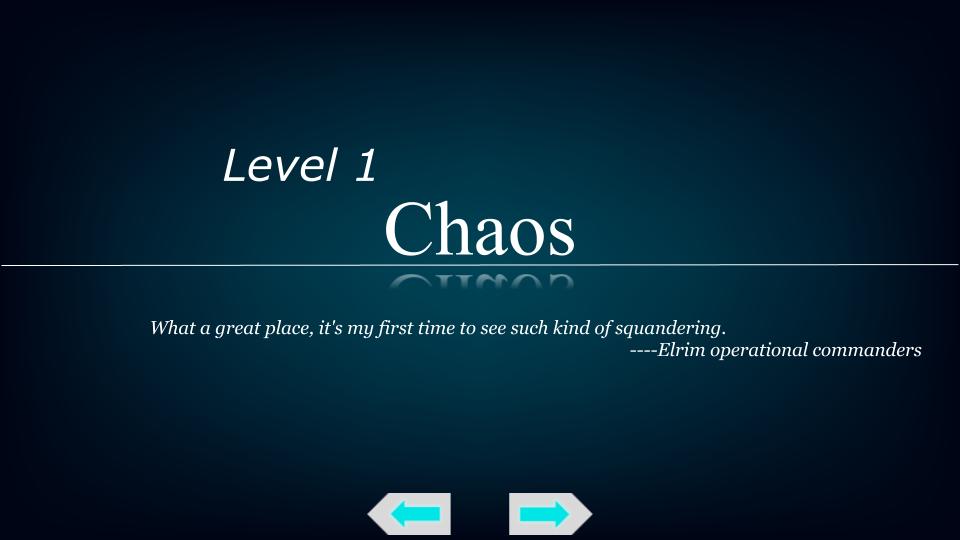 Level 1
Chaos
What a great place, it's my first time to see such kind of squandering.
----Elrim operational commanders